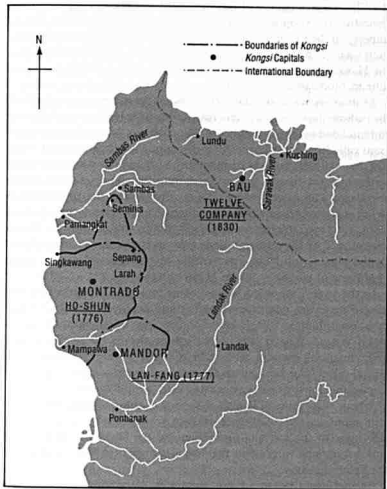 N
Boundaries of Kongsi
Kongsi Capitals
International Boundary
Sambas River
Lundu
Kuching
Sarawak River
BAU
Sambas
Seminis
TWELVE
COMPANY
(1830)
Pamangkat
Sepang
Singkawang
Larah
MONTRADO
HO-SHUN
(1776)
Landak River
Mampawa
MANDOR
Landak
LAN-FANG (1777)
Pontianak